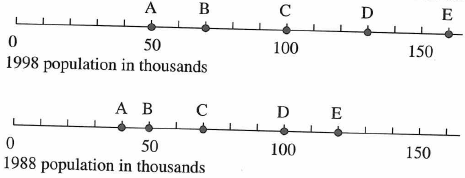 A B C D E
0 50 100 150
1998 population in thousands
A B C D E
0 50 100 150
1988 population in thousands